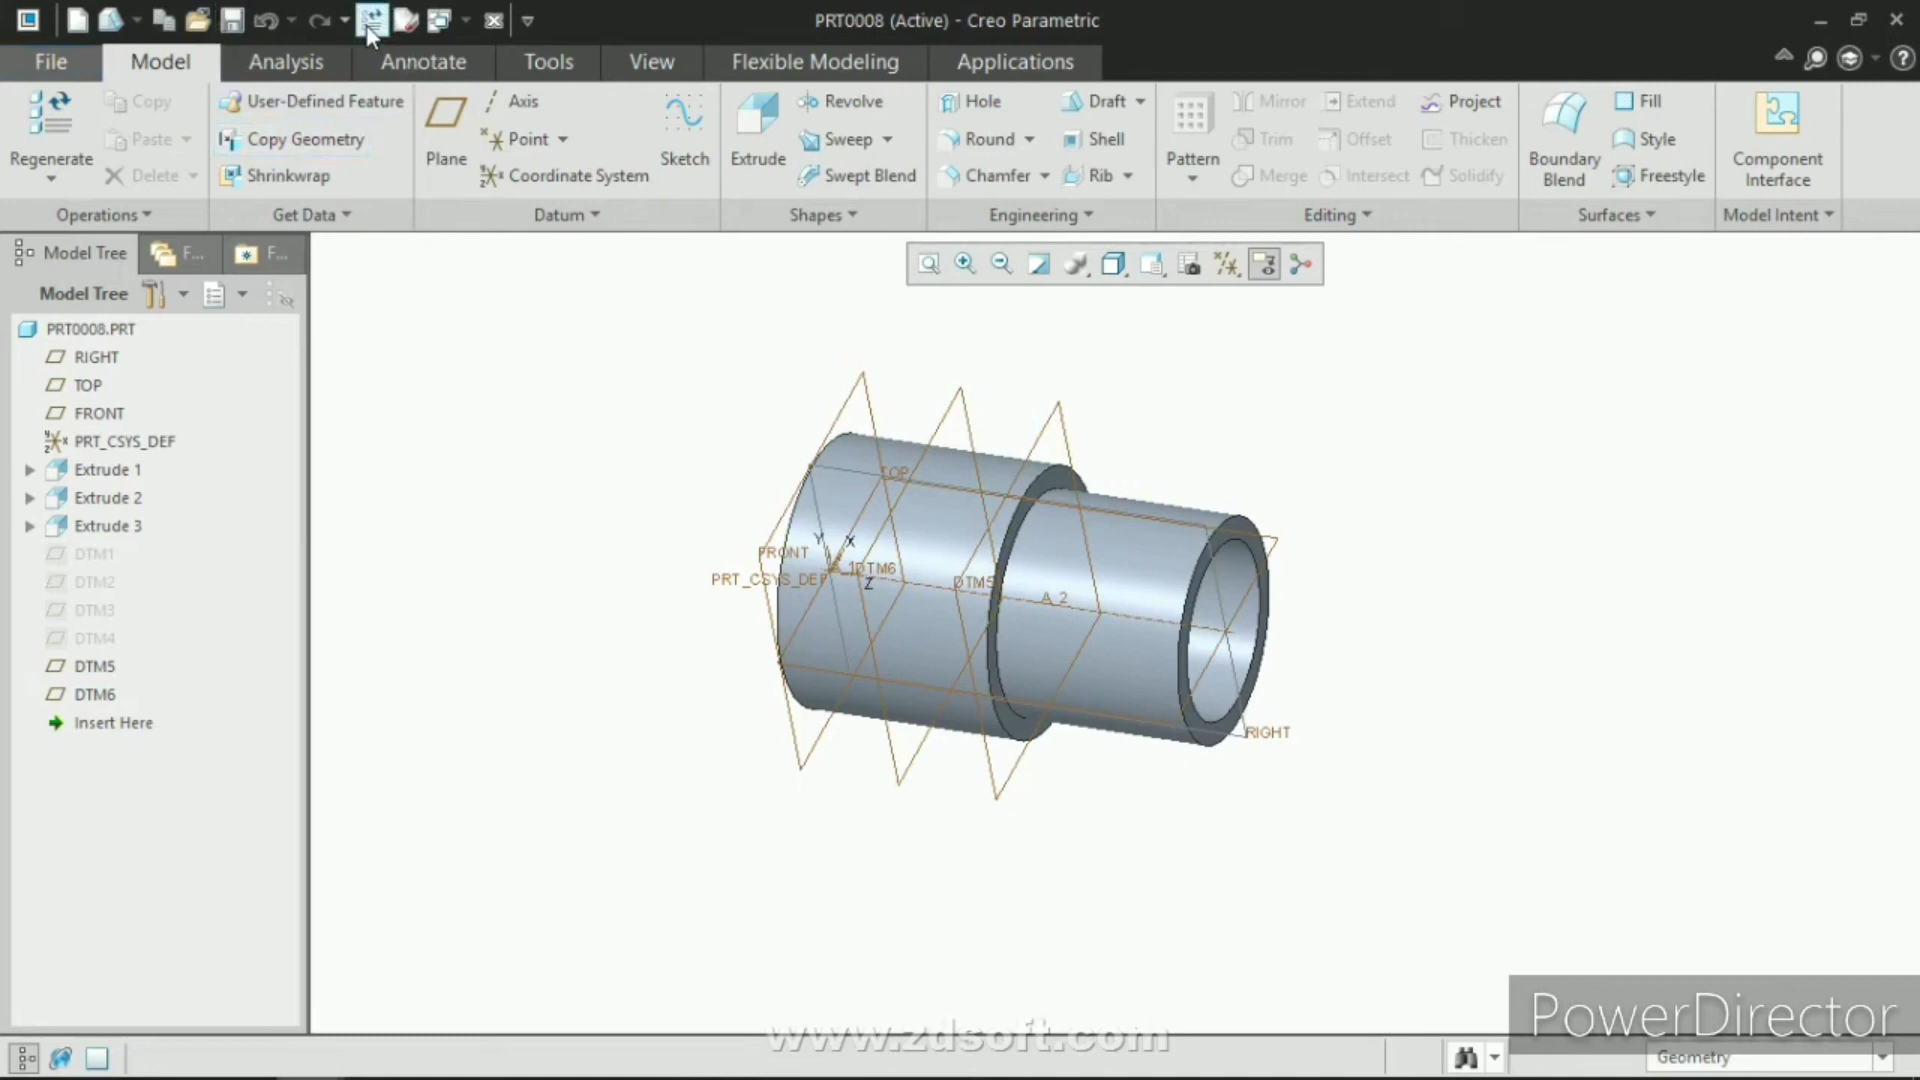 PRT0008 (Active) - Creo Parametric
File Model Analysis Annotate Tools View Flexible Modeling Applications
Regenerate
Copy
Paste
Delete
Operations
User-Defined Feature
Copy Geometry
Shrinkwrap
Get Data
Plane
Axis
Point
Coordinate System
Sketch
Datum
Extrude
Revolve
Sweep
Swept Blend
Shapes
Hole
Round
Chamfer
Draft
Shell
Rib
Engineering
Pattern
Mirror
Trim
Merge
Extend
Offset
Intersect
Project
Thicken
Solidify
Editing
Boundary
Blend
Fill
Style
Freestyle
Surfaces
Component
Interface
Model Intent
Model Tree F... F...
Model Tree
PRT0008.PRT
RIGHT
TOP
FRONT
PRT_CSYS_DEF
Extrude 1
Extrude 2
Extrude 3
DTM1
DTM2
DTM3
DTM4
DTM5
DTM6
Insert Here
TOP
Y X
FRONT
DTM6
PRT_CSYS_DEF
Z
DTM5
A_2
RIGHT
PowerDirector
www.zdsoft.com
Geometry